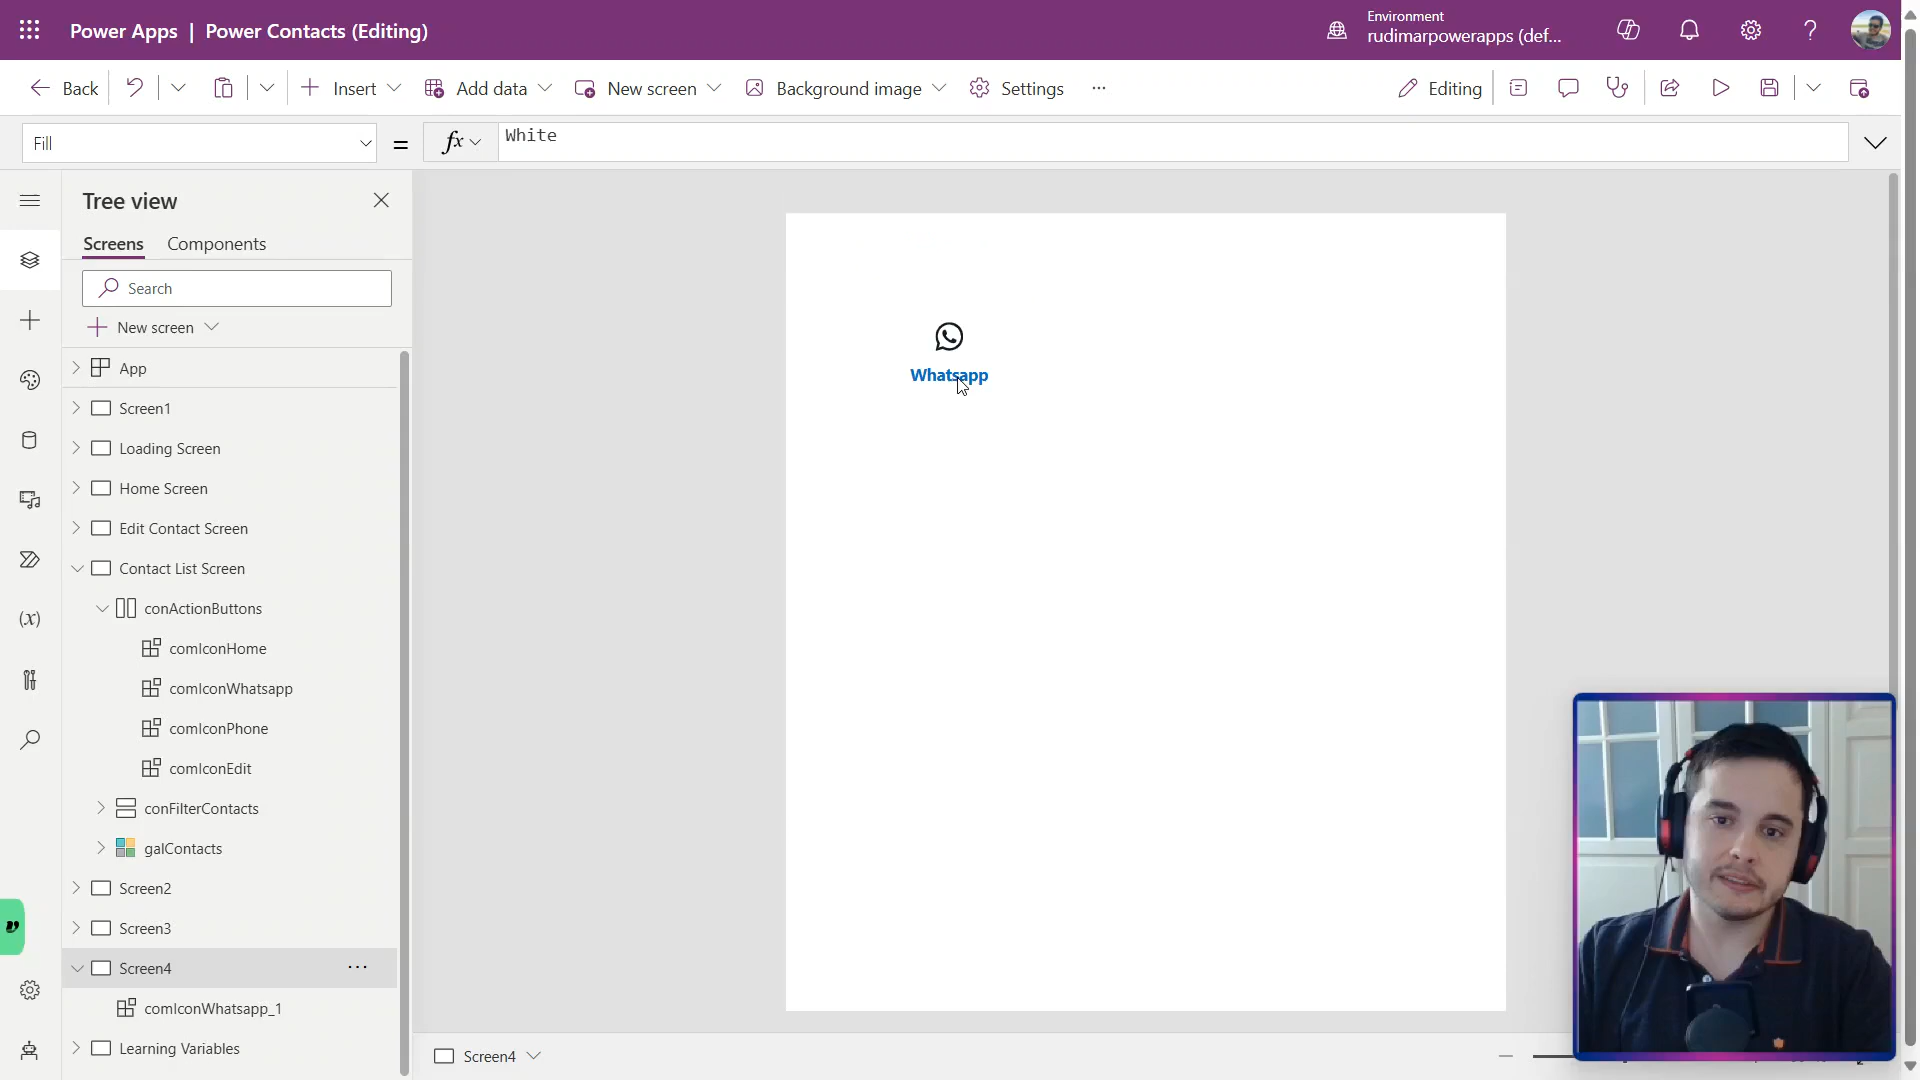 Power Apps | Power Contacts (Editing)
Environment
rudimarpowerapps (def...
Back
Insert
Add data
New screen
Background image
Settings
Editing
Fill
=
fx
White
Tree view
Screens
Components
Search
New screen
App
Screen1
Loading Screen
Home Screen
Edit Contact Screen
Contact List Screen
conActionButtons
comIconHome
comIconWhatsapp
comIconPhone
comIconEdit
conFilterContacts
galContacts
Screen2
Screen3
Screen4
comIconWhatsapp_1
Learning Variables
Whatsapp
Screen4